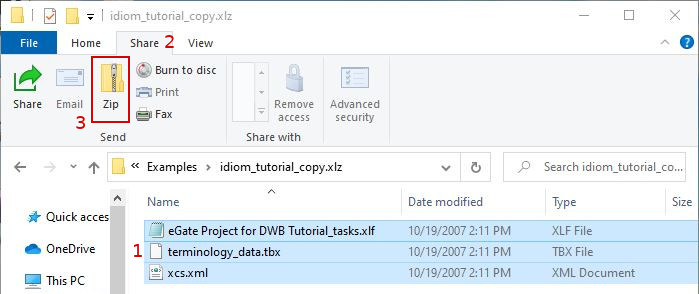 idiom_tutorial_copy.xlz
File Home Share 2 View
Share Email Zip Burn to disc Print Fax Remove access Advanced security
3
Send Share with
« Examples > idiom_tutorial_copy.xlz Search idiom_tutorial_co...
Name Date modified Type
Quick access
eGate Project for DWB Tutorial_tasks.xlf 10/19/2007 2:11 PM XLF File
OneDrive 1 terminology_data.tbx 10/19/2007 2:11 PM TBX File
This PC xcs.xml 10/19/2007 2:11 PM XML Document